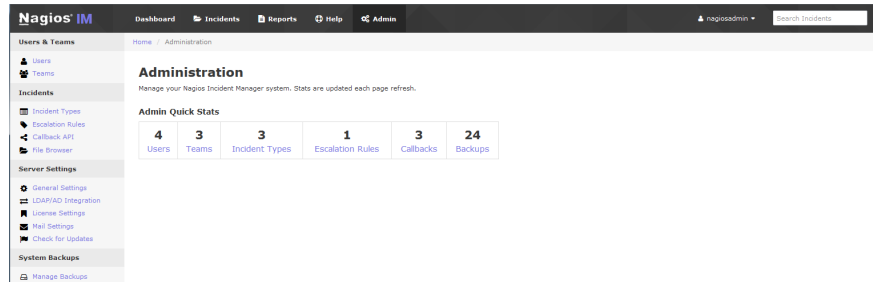 Nagios® IM
Dashboard Incidents Reports Help Admin
nagiosadmin
Search Incidents
Users & Teams
Users
Teams
Incidents
Incident Types
Escalation Rules
Callback API
File Browser
Server Settings
General Settings
LDAP/AD Integration
License Settings
Mail Settings
Check for Updates
System Backups
Manage Backups
Home / Administration
Administration
Manage your Nagios Incident Manager system. Stats are updated each page refresh.
Admin Quick Stats
4 3 3 1 3 24
Users Teams Incident Types Escalation Rules Callbacks Backups